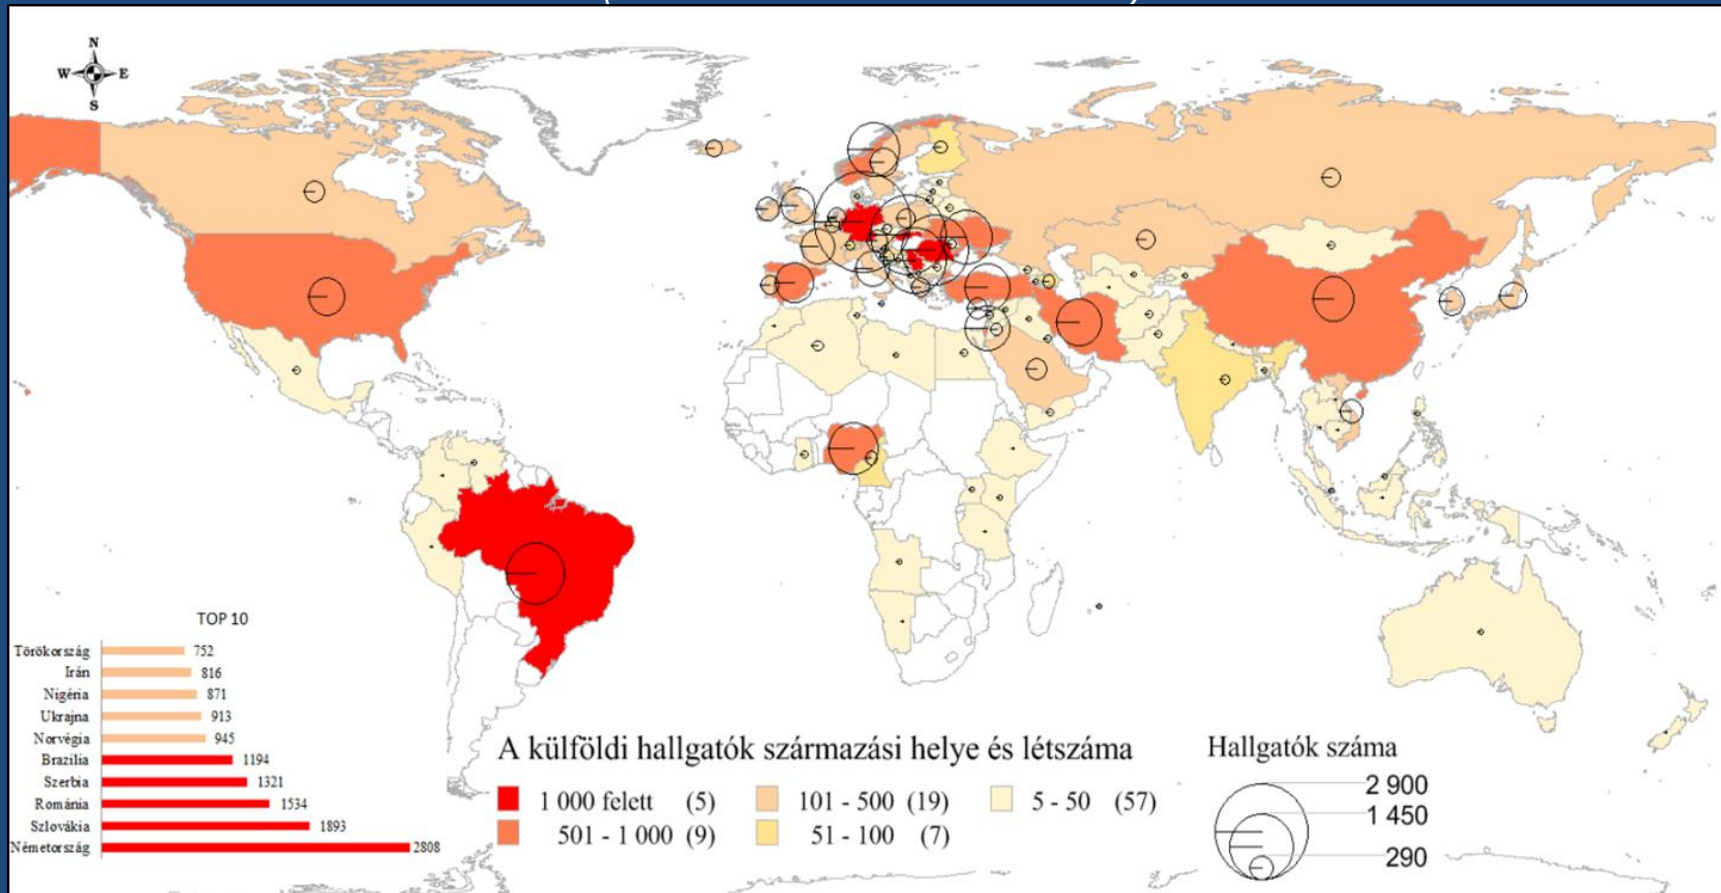 N
W E
S
TOP 10
Törökország 752
Irán 816
Nigéria 871
Ukrajna 913
Norvégia 945
Brazília 1194
Szerbia 1321
Románia 1534
Szlovákia 1893
Németország 2808
A külföldi hallgatók származási helye és létszáma
1 000 felett (5) 101 - 500 (19) 5 - 50 (57)
501 - 1 000 (9) 51 - 100 (7)
Hallgatók száma
2 900
1 450
290